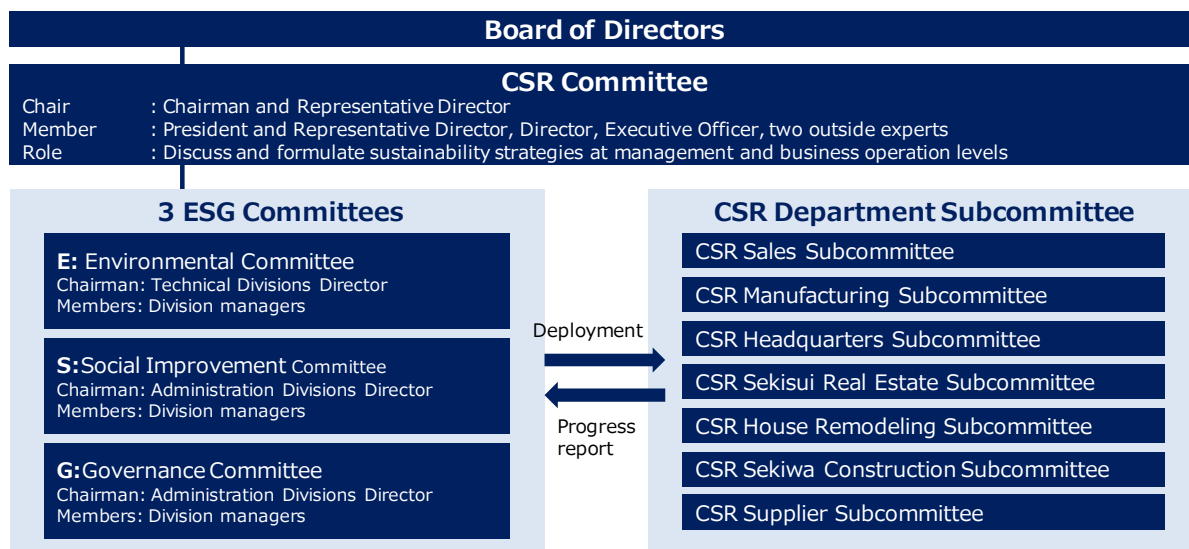 Board of Directors
CSR Committee
Chair : Chairman and Representative Director
Member : President and Representative Director, Director, Executive Officer, two outside experts
Role : Discuss and formulate sustainability strategies at management and business operation levels
3 ESG Committees
E: Environmental Committee
Chairman: Technical Divisions Director
Members: Division managers
S:Social Improvement Committee
Chairman: Administration Divisions Director
Members: Division managers
G:Governance Committee
Chairman: Administration Divisions Director
Members: Division managers
Deployment
Progress
report
CSR Department Subcommittee
CSR Sales Subcommittee
CSR Manufacturing Subcommittee
CSR Headquarters Subcommittee
CSR Sekisui Real Estate Subcommittee
CSR House Remodeling Subcommittee
CSR Sekiwa Construction Subcommittee
CSR Supplier Subcommittee